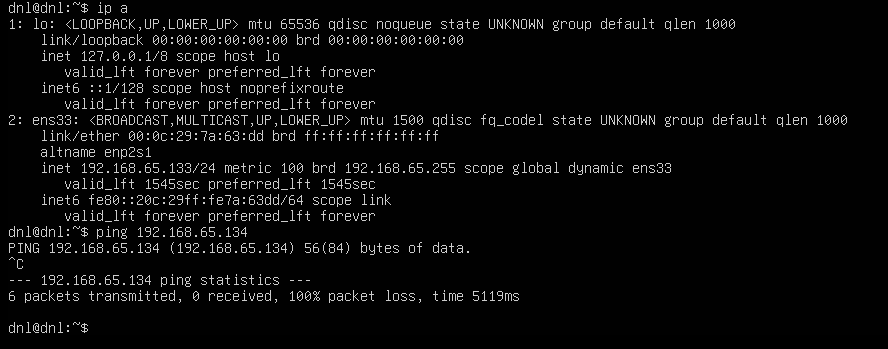 dnl@dnl:~$ ip a
1: lo: <LOOPBACK,UP,LOWER_UP> mtu 65536 qdisc noqueue state UNKNOWN group default qlen 1000
    link/loopback 00:00:00:00:00:00 brd 00:00:00:00:00:00
    inet 127.0.0.1/8 scope host lo
       valid_lft forever preferred_lft forever
    inet6 ::1/128 scope host noprefixroute
       valid_lft forever preferred_lft forever
2: ens33: <BROADCAST,MULTICAST,UP,LOWER_UP> mtu 1500 qdisc fq_codel state UNKNOWN group default qlen 1000
    link/ether 00:0c:29:7a:63:dd brd ff:ff:ff:ff:ff:ff
    altname enp2s1
    inet 192.168.65.133/24 metric 100 brd 192.168.65.255 scope global dynamic ens33
       valid_lft 1545sec preferred_lft 1545sec
    inet6 fe80::20c:29ff:fe7a:63dd/64 scope link
       valid_lft forever preferred_lft forever
dnl@dnl:~$ ping 192.168.65.134
PING 192.168.65.134 (192.168.65.134) 56(84) bytes of data.
^C
--- 192.168.65.134 ping statistics ---
6 packets transmitted, 0 received, 100% packet loss, time 5119ms
dnl@dnl:~$